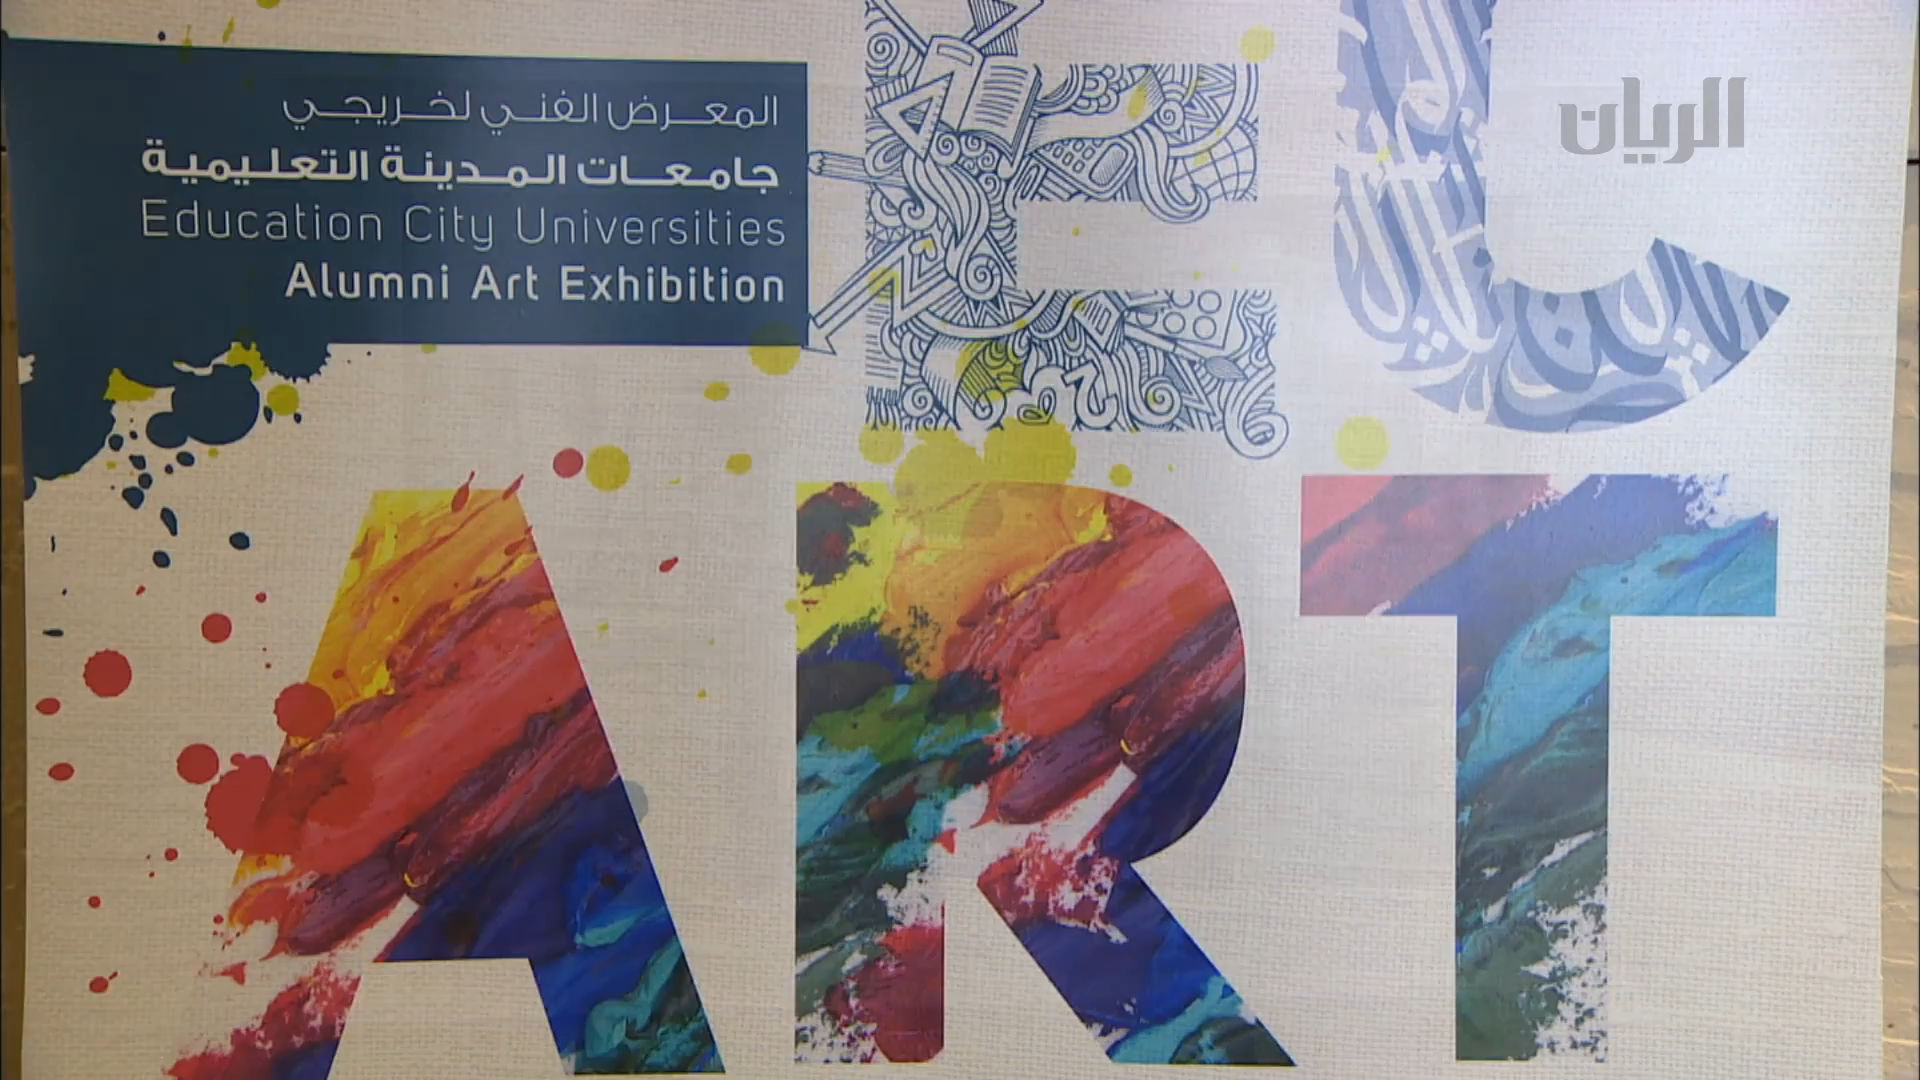 المعرض الفني لخريجي
جامعات المدينة التعليمية
Education City Universities
Alumni Art Exhibition
EC
ART
الريان